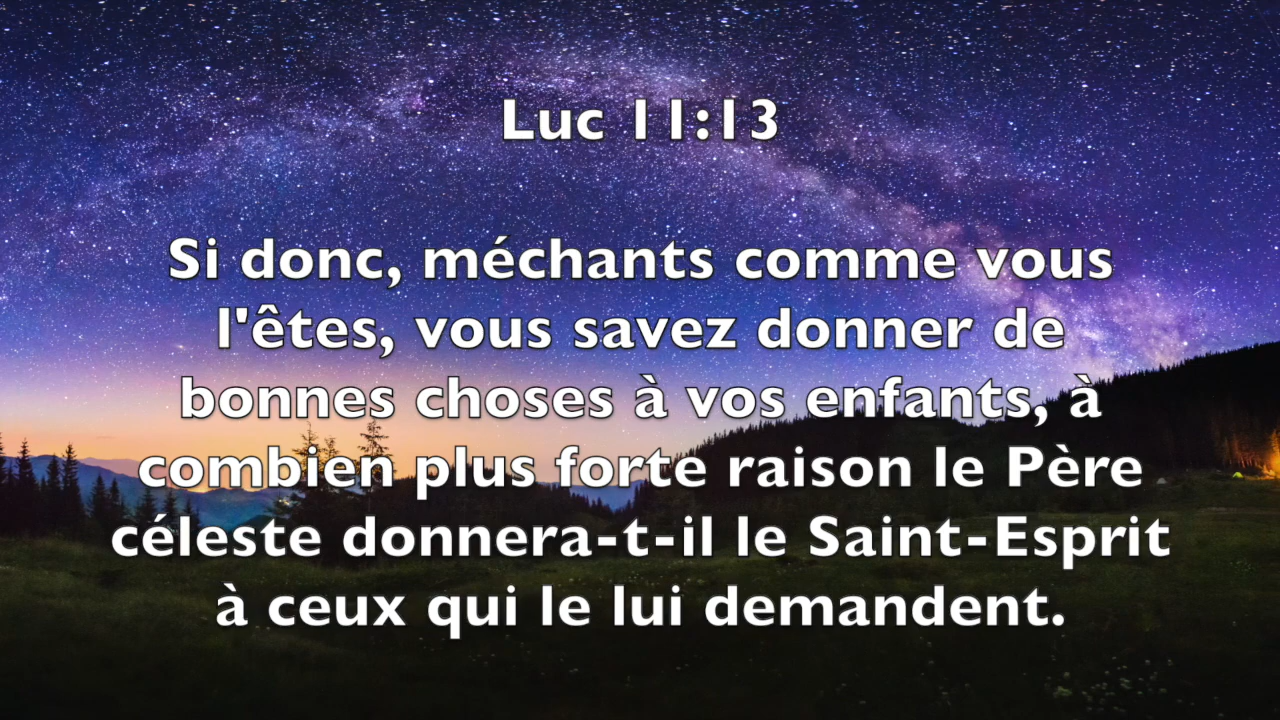 Luc 11:13
Si donc, méchants comme vous
l'êtes, vous savez donner de
bonnes choses à vos enfants, à
combien plus forte raison le Père
céleste donnera-t-il le Saint-Esprit
à ceux qui le lui demandent.